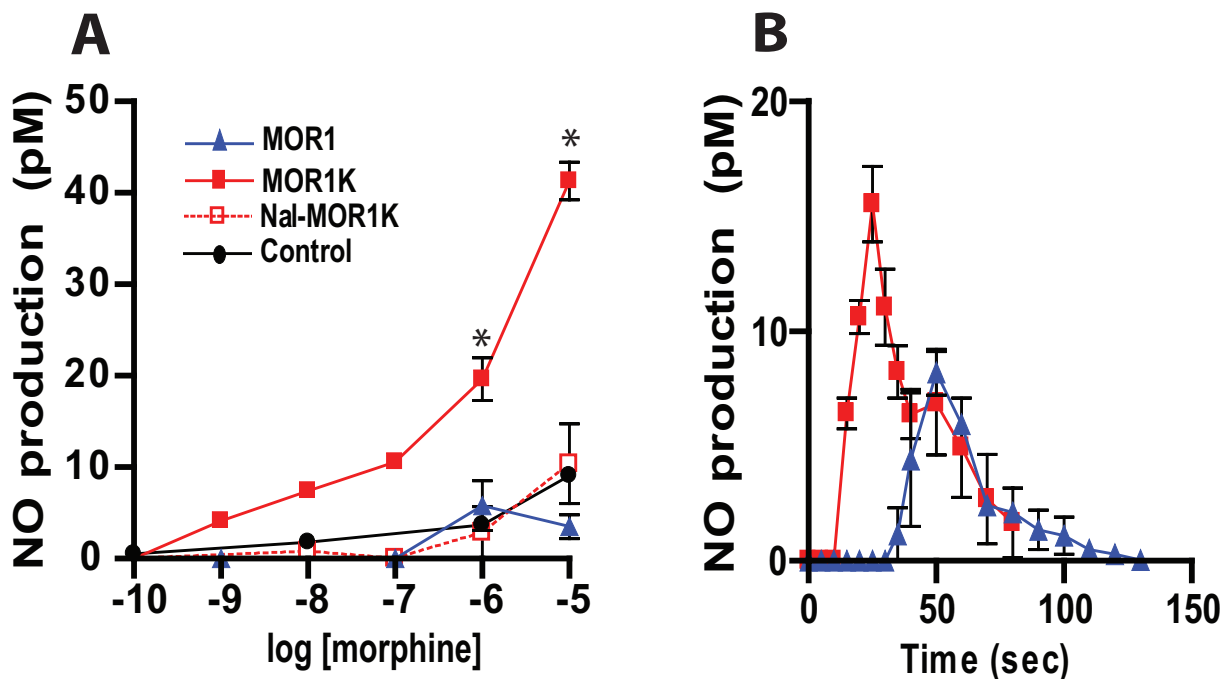 A
NO production (pM)
50
40
30
20
10
0
MOR1
MOR1K
Nal-MOR1K
Control
*
*
-10 -9 -8 -7 -6 -5
log [morphine]
B
NO production (pM)
20
10
0
0 50 100 150
Time (sec)